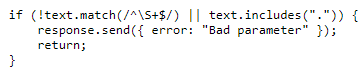 if (!text.match(/^\S+$/) || text.includes(".")) {
    response.send({ error: "Bad parameter" });
    return;
}